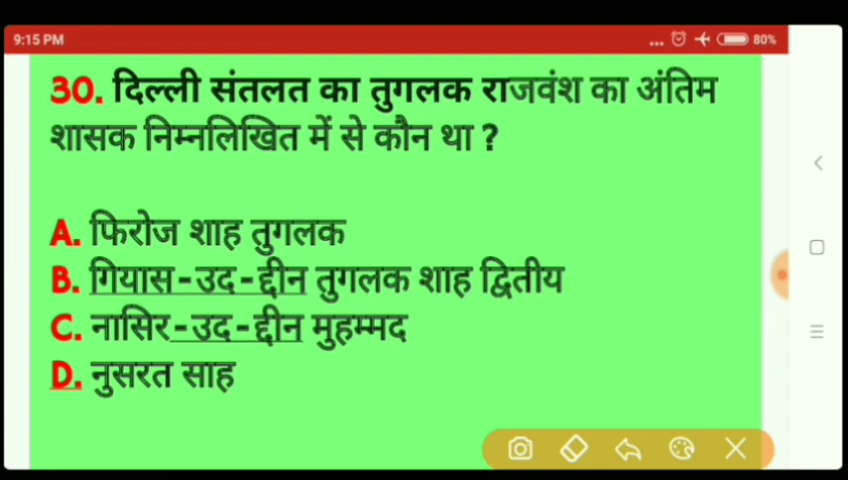 9:15 PM
... 80%
30. दिल्ली संतलत का तुगलक राजवंश का अंतिम
शासक निम्नलिखित में से कौन था ?
A. फिरोज शाह तुगलक
B. गियास-उद-द्दीन तुगलक शाह द्वितीय
C. नासिर-उद-द्दीन मुहम्मद
D. नुसरत साह